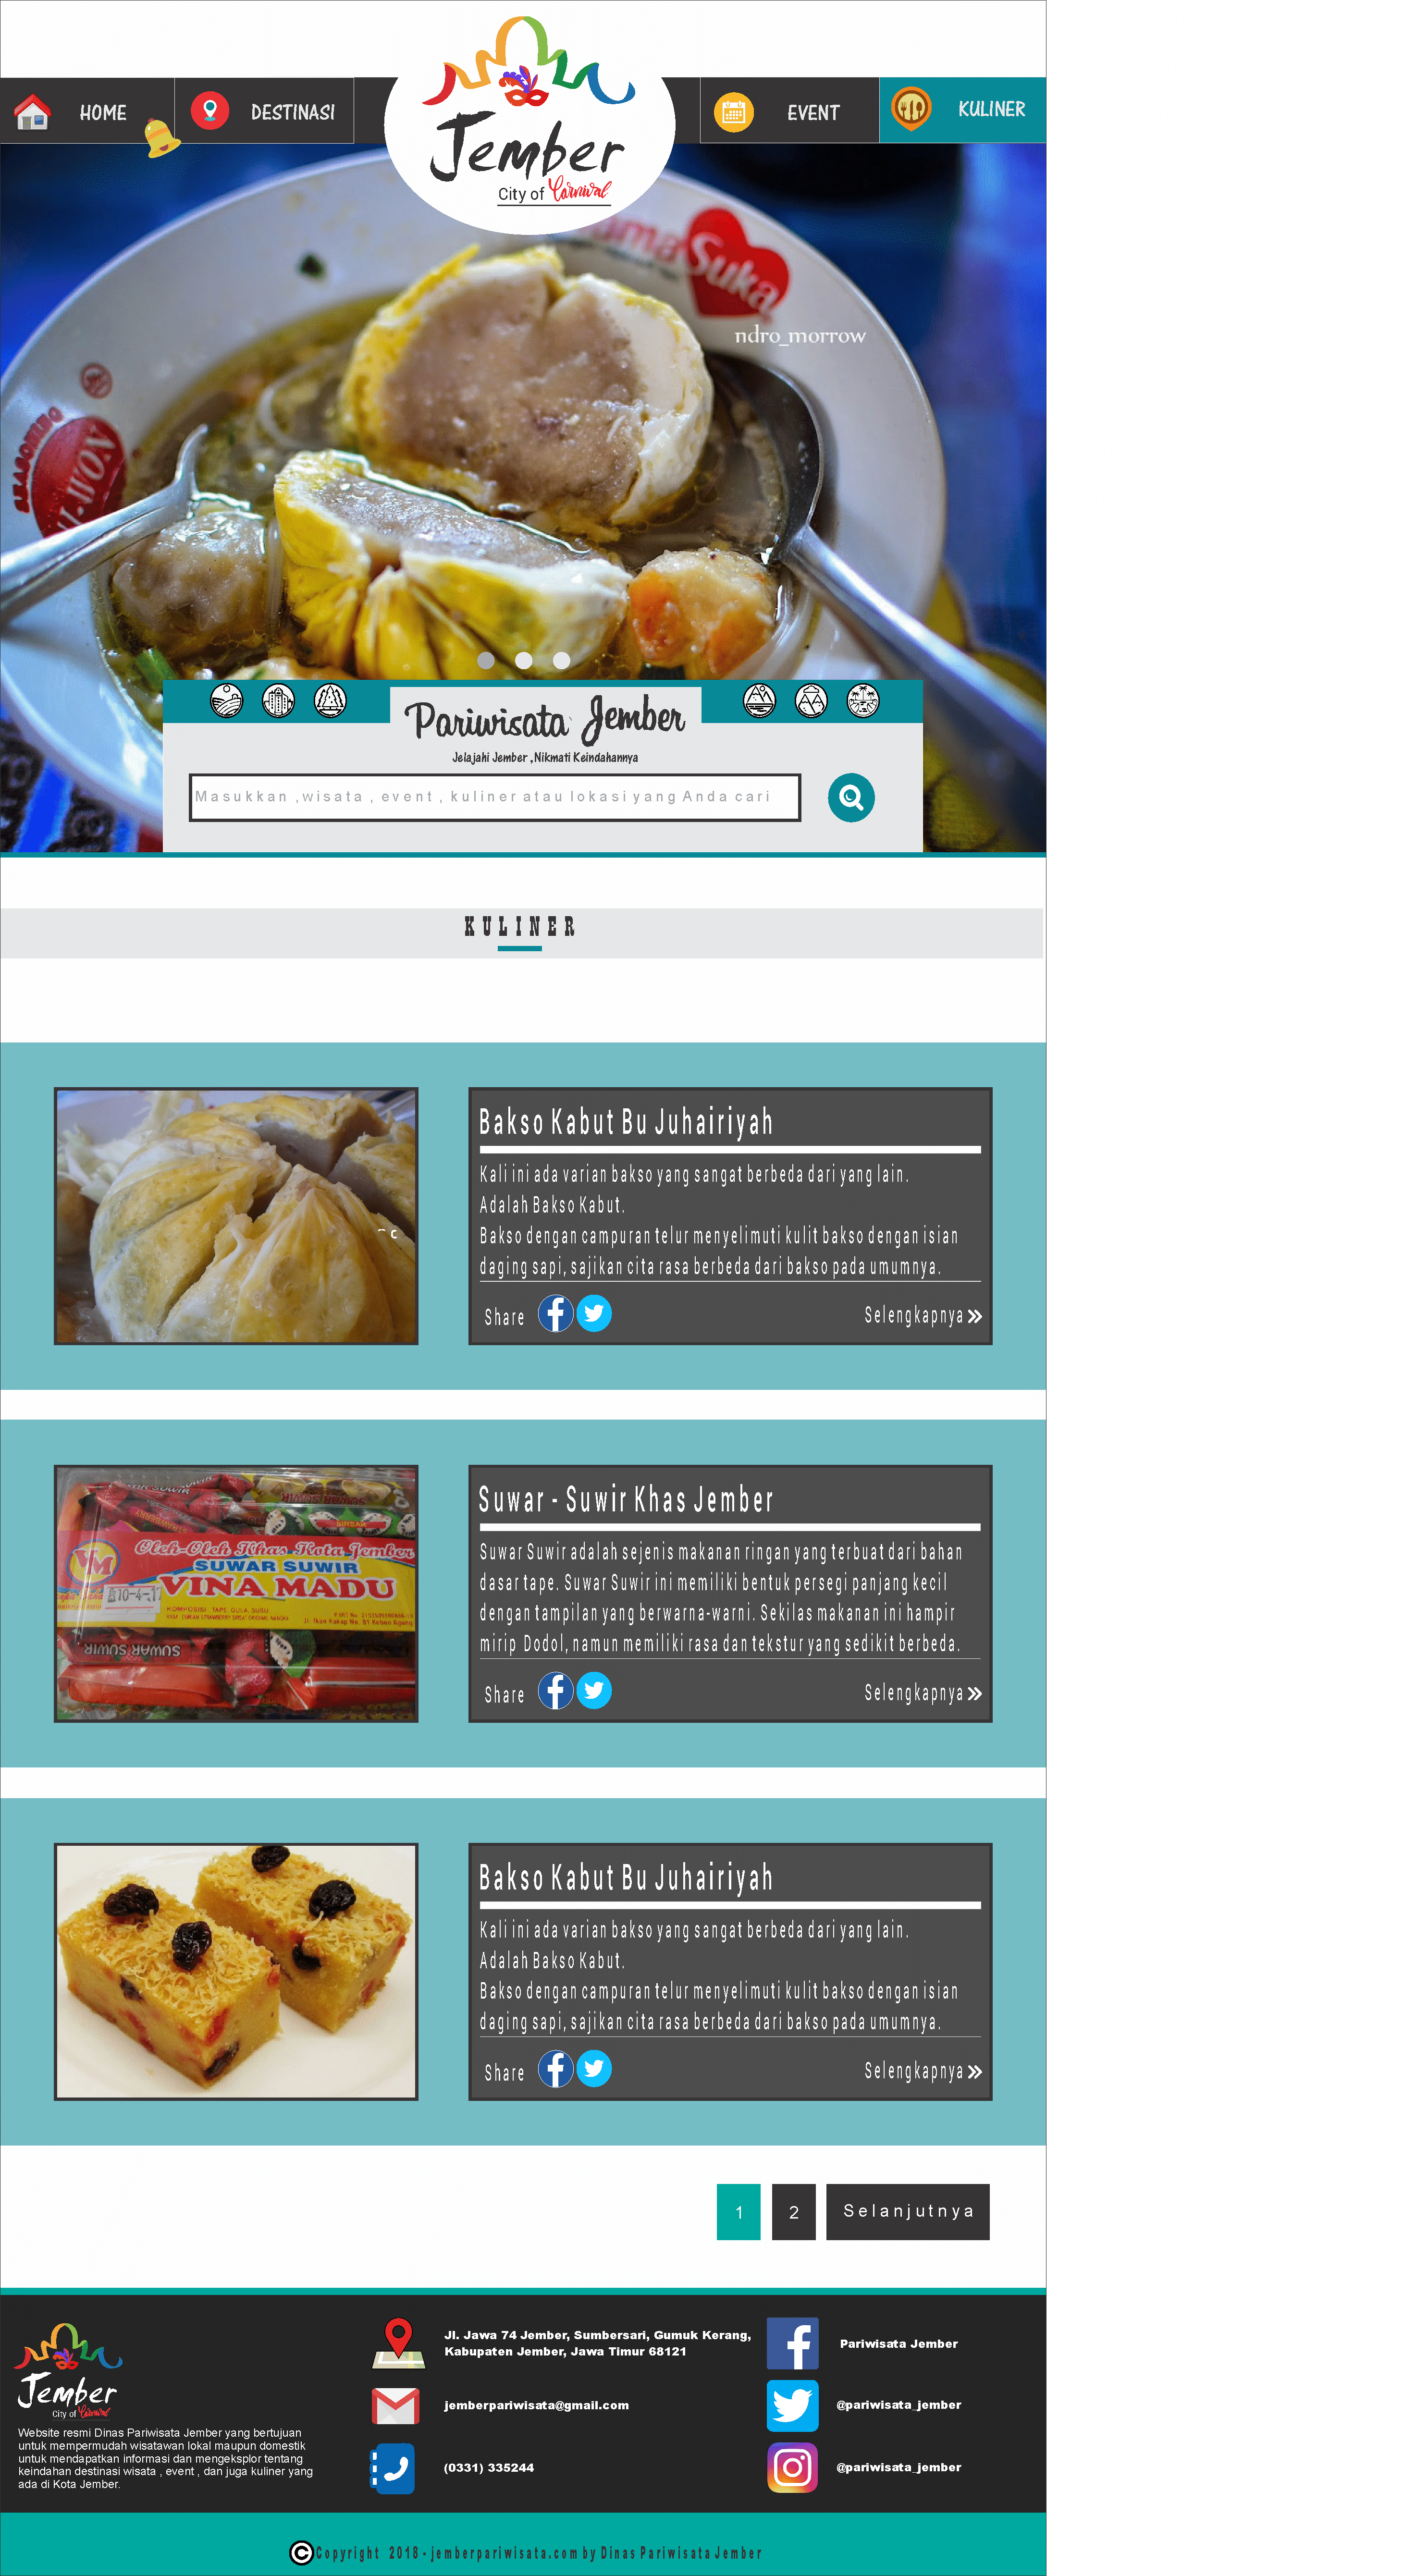 HOME
DESTINASI
EVENT
KULINER
Jember
City of Carnival
Suka
ndro_morrow
Pariwisata Jember
Jelajahi Jember ,Nikmati Keindahannya
Masukkan ,wisata , event , kuliner atau lokasi yang Anda cari
KULINER
Bakso Kabut Bu Juhairiyah
Kali ini ada varian bakso yang sangat berbeda dari yang lain.
Adalah Bakso Kabut.
Bakso dengan campuran telur menyelimuti kulit bakso dengan isian
daging sapi, sajikan cita rasa berbeda dari bakso pada umumnya.
Share
Selengkapnya
Oleh-Oleh Khas Kota Jember
SUWAR SUWIR
VINA MADU
SUWAR SUWIR
Suwar - Suwir Khas Jember
Suwar Suwir adalah sejenis makanan ringan yang terbuat dari bahan
dasar tape. Suwar Suwir ini memiliki bentuk persegi panjang kecil
dengan tampilan yang berwarna-warni. Sekilas makanan ini hampir
mirip Dodol, namun memiliki rasa dan tekstur yang sedikit berbeda.
Share
Selengkapnya
Bakso Kabut Bu Juhairiyah
Kali ini ada varian bakso yang sangat berbeda dari yang lain.
Adalah Bakso Kabut.
Bakso dengan campuran telur menyelimuti kulit bakso dengan isian
daging sapi, sajikan cita rasa berbeda dari bakso pada umumnya.
Share
Selengkapnya
1
2
Selanjutnya
Jember
City of Carnival
Website resmi Dinas Pariwisata Jember yang bertujuan
untuk mempermudah wisatawan lokal maupun domestik
untuk mendapatkan informasi dan mengeksplor tentang
keindahan destinasi wisata , event , dan juga kuliner yang
ada di Kota Jember.
Jl. Jawa 74 Jember, Sumbersari, Gumuk Kerang,
Kabupaten Jember, Jawa Timur 68121
jemberpariwisata@gmail.com
(0331) 335244
Pariwisata Jember
@pariwisata_jember
@pariwisata_jember
© Copyright 2018 - jemberpariwisata.com by Dinas Pariwisata Jember